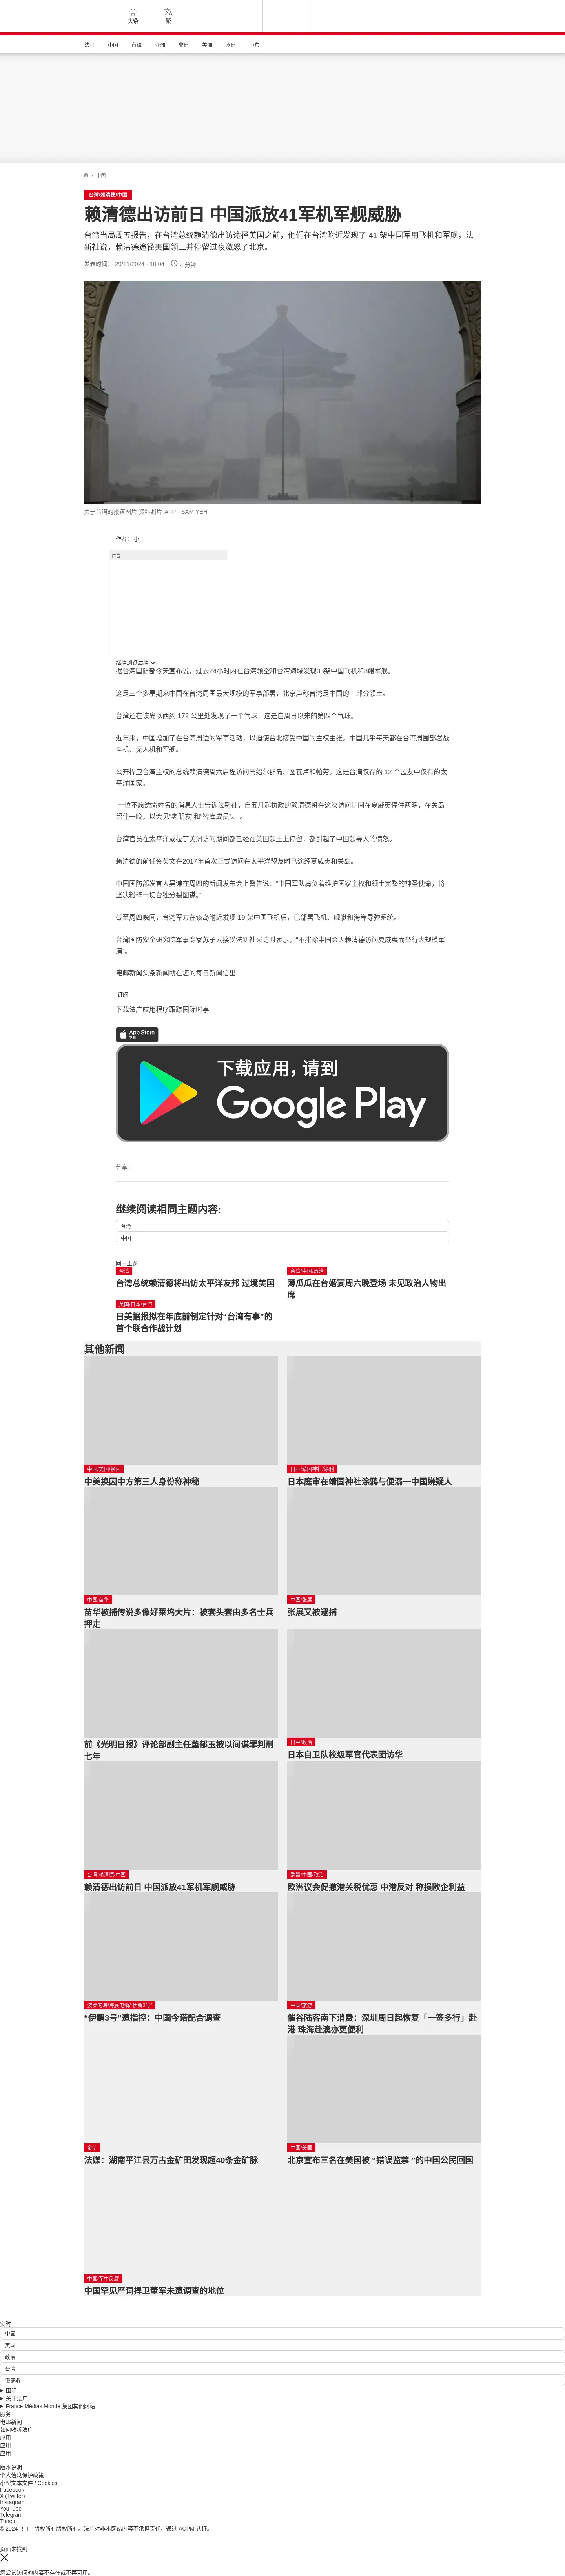 头条
繁
法国
中国
台海
亚洲
非洲
美洲
欧洲
中东
/ 中国
台湾/赖清德/中国
赖清德出访前日 中国派放41军机军舰威胁
台湾当局周五报告，在台湾总统赖清德出访途径美国之前，他们在台湾附近发现了 41 架中国军用飞机和军舰，法
新社说，赖清德途径美国领土并停留过夜激怒了北京。
发表时间： 29/11/2024 - 10:04
4 分钟
关于台湾的报道图片 资料照片 AFP - SAM YEH
作者： 小山
广告
继续浏览后续
据台湾国防部今天宣布说，过去24小时内在台湾领空和台湾海域发现33架中国飞机和8艘军舰。
这是三个多星期来中国在台湾周围最大规模的军事部署，北京声称台湾是中国的一部分领土。
台湾还在该岛以西约 172 公里处发现了一个气球，这是自周日以来的第四个气球。
近年来，中国增加了在台湾周边的军事活动，以迫使台北接受中国的主权主张。中国几乎每天都在台湾周围部署战
斗机、无人机和军舰。
公开捍卫台湾主权的总统赖清德周六启程访问马绍尔群岛、图瓦卢和帕劳，这是台湾仅存的 12 个盟友中仅有的太
平洋国家。
一位不愿透露姓名的消息人士告诉法新社，自五月起执政的赖清德在这次访问期间在夏威夷停住两晚，在关岛
留住一晚，以会见“老朋友”和“智库成员”。 。
台湾官员在太平洋或拉丁美洲访问期间都已经在美国领土上停留，都引起了中国领导人的愤怒。
赖清德的前任蔡英文在2017年首次正式访问在太平洋盟友时已途经夏威夷和关岛。
中国国防部发言人吴谦在周四的新闻发布会上警告说：“中国军队肩负着维护国家主权和领土完整的神圣使命，将
坚决粉碎一切台独分裂图谋。”
截至周四晚间，台湾军方在该岛附近发现 19 架中国飞机后，已部署飞机、舰艇和海岸导弹系统。
台湾国防安全研究院军事专家苏子云接受法新社采访时表示，“不排除中国会因赖清德访问夏威夷而举行大规模军
演”。
电邮新闻头条新闻就在您的每日新闻信里
订阅
下载法广应用程序跟踪国际时事
App Store
下载
下载应用，请到
Google Play
分享 :
继续阅读相同主题内容:
台湾
中国
同一主题
台湾
台湾总统赖清德将出访太平洋友邦 过境美国
台湾/中国/政治
薄瓜瓜在台婚宴周六晚登场 未见政治人物出
席
美国/日本/台湾
日美据报拟在年底前制定针对“台湾有事”的
首个联合作战计划
其他新闻
中国/美国/换囚
中美换囚中方第三人身份称神秘
日本/靖国神社/涂鸦
日本庭审在靖国神社涂鸦与便溺一中国嫌疑人
中国/苗华
苗华被捕传说多像好莱坞大片：被套头套由多名士兵
押走
中国/张展
张展又被逮捕
前《光明日报》评论部副主任董郁玉被以间谍罪判刑
七年
日中/政治
日本自卫队校级军官代表团访华
台湾/赖清德/中国
赖清德出访前日 中国派放41军机军舰威胁
欧盟/中国/政治
欧洲议会促撤港关税优惠 中港反对 称损欧企利益
波罗的海/海底电缆/“伊鹏3号”
“伊鹏3号”遭指控：中国今诺配合调查
中国/旅游
催谷陆客南下消费：深圳周日起恢复「一签多行」赴
港 珠海赴澳亦更便利
金矿
法媒：湖南平江县万古金矿田发现超40条金矿脉
中国/美国
北京宣布三名在美国被 “错误监禁 ”的中国公民回国
中国/军中反腐
中国罕见严词捍卫董军未遭调查的地位
实时
中国
美国
政治
台湾
俄罗斯
国际
关于法广
France Médias Monde 集团其他网站
服务
电邮新闻
如何收听法广
应用
应用
应用
版本说明
个人信息保护政策
小型文本文件 / Cookies
Facebook
X (Twitter)
Instagram
YouTube
Telegram
TuneIn
© 2024 RFI – 版权所有版权所有。法广对非本网站内容不承担责任。通过 ACPM 认证。
页面未找到
您尝试访问的内容不存在或不再可用。